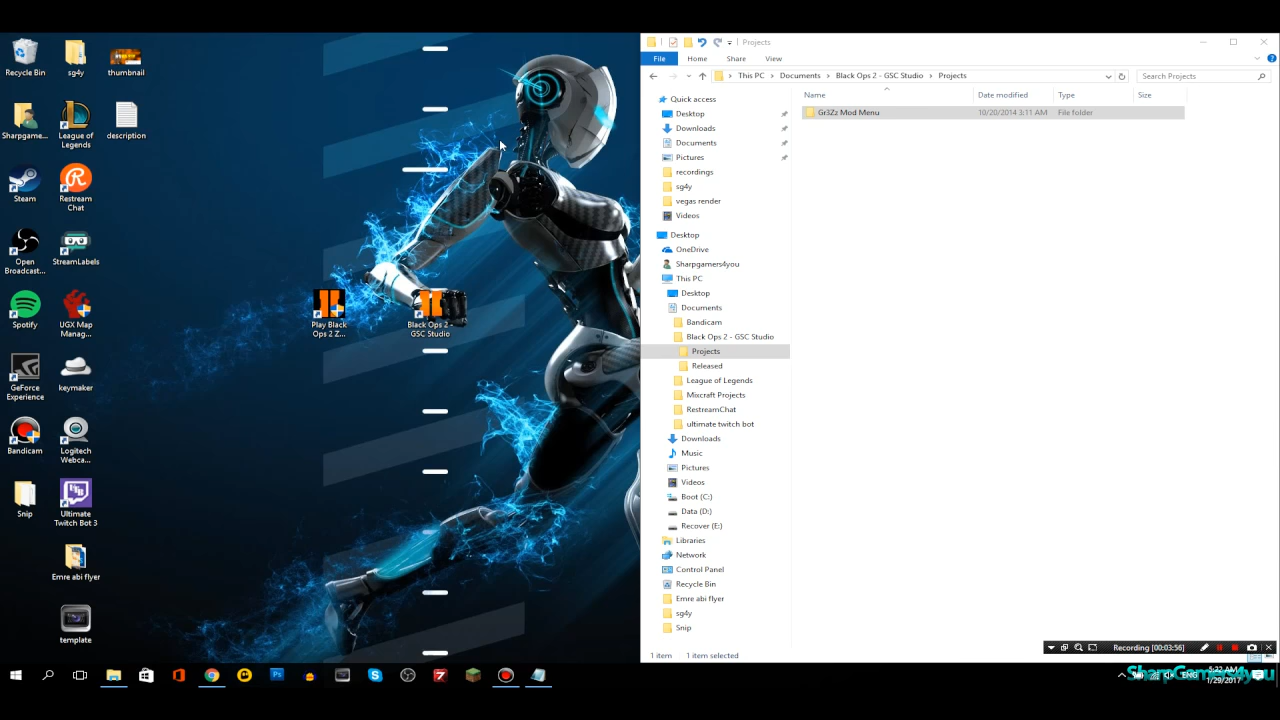 Recycle Bin
sg4y
thumbnail
Sharpgame...
League of
Legends
description
Steam
Restream
Chat
Open
Broadcast...
StreamLabels
Spotify
UGX Map
Manag...
Play Black
Ops 2 Z...
Black Ops 2 -
GSC Studio
GeForce
Experience
keymaker
Bandicam
Logitech
Webca...
Snip
Ultimate
Twitch Bot 3
Emre abi flyer
template
Projects
File
Home
Share
View
This PC
Documents
Black Ops 2 - GSC Studio
Projects
Search Projects
Name
Date modified
Type
Size
Gr3Zz Mod Menu
10/20/2014 3:11 AM
File folder
Quick access
Desktop
Downloads
Documents
Pictures
recordings
sg4y
vegas render
Videos
Desktop
OneDrive
Sharpgamers4you
This PC
Desktop
Documents
Bandicam
Black Ops 2 - GSC Studio
Projects
Released
League of Legends
Mixcraft Projects
RestreamChat
ultimate twitch bot
Downloads
Music
Pictures
Videos
Boot (C:)
Data (D:)
Recover (E:)
Libraries
Network
Control Panel
Recycle Bin
Emre abi flyer
sg4y
Snip
1 item
1 item selected
Recording [00:03:56]
ENG
5:32 AM
1/29/2017
SharpGamers4you